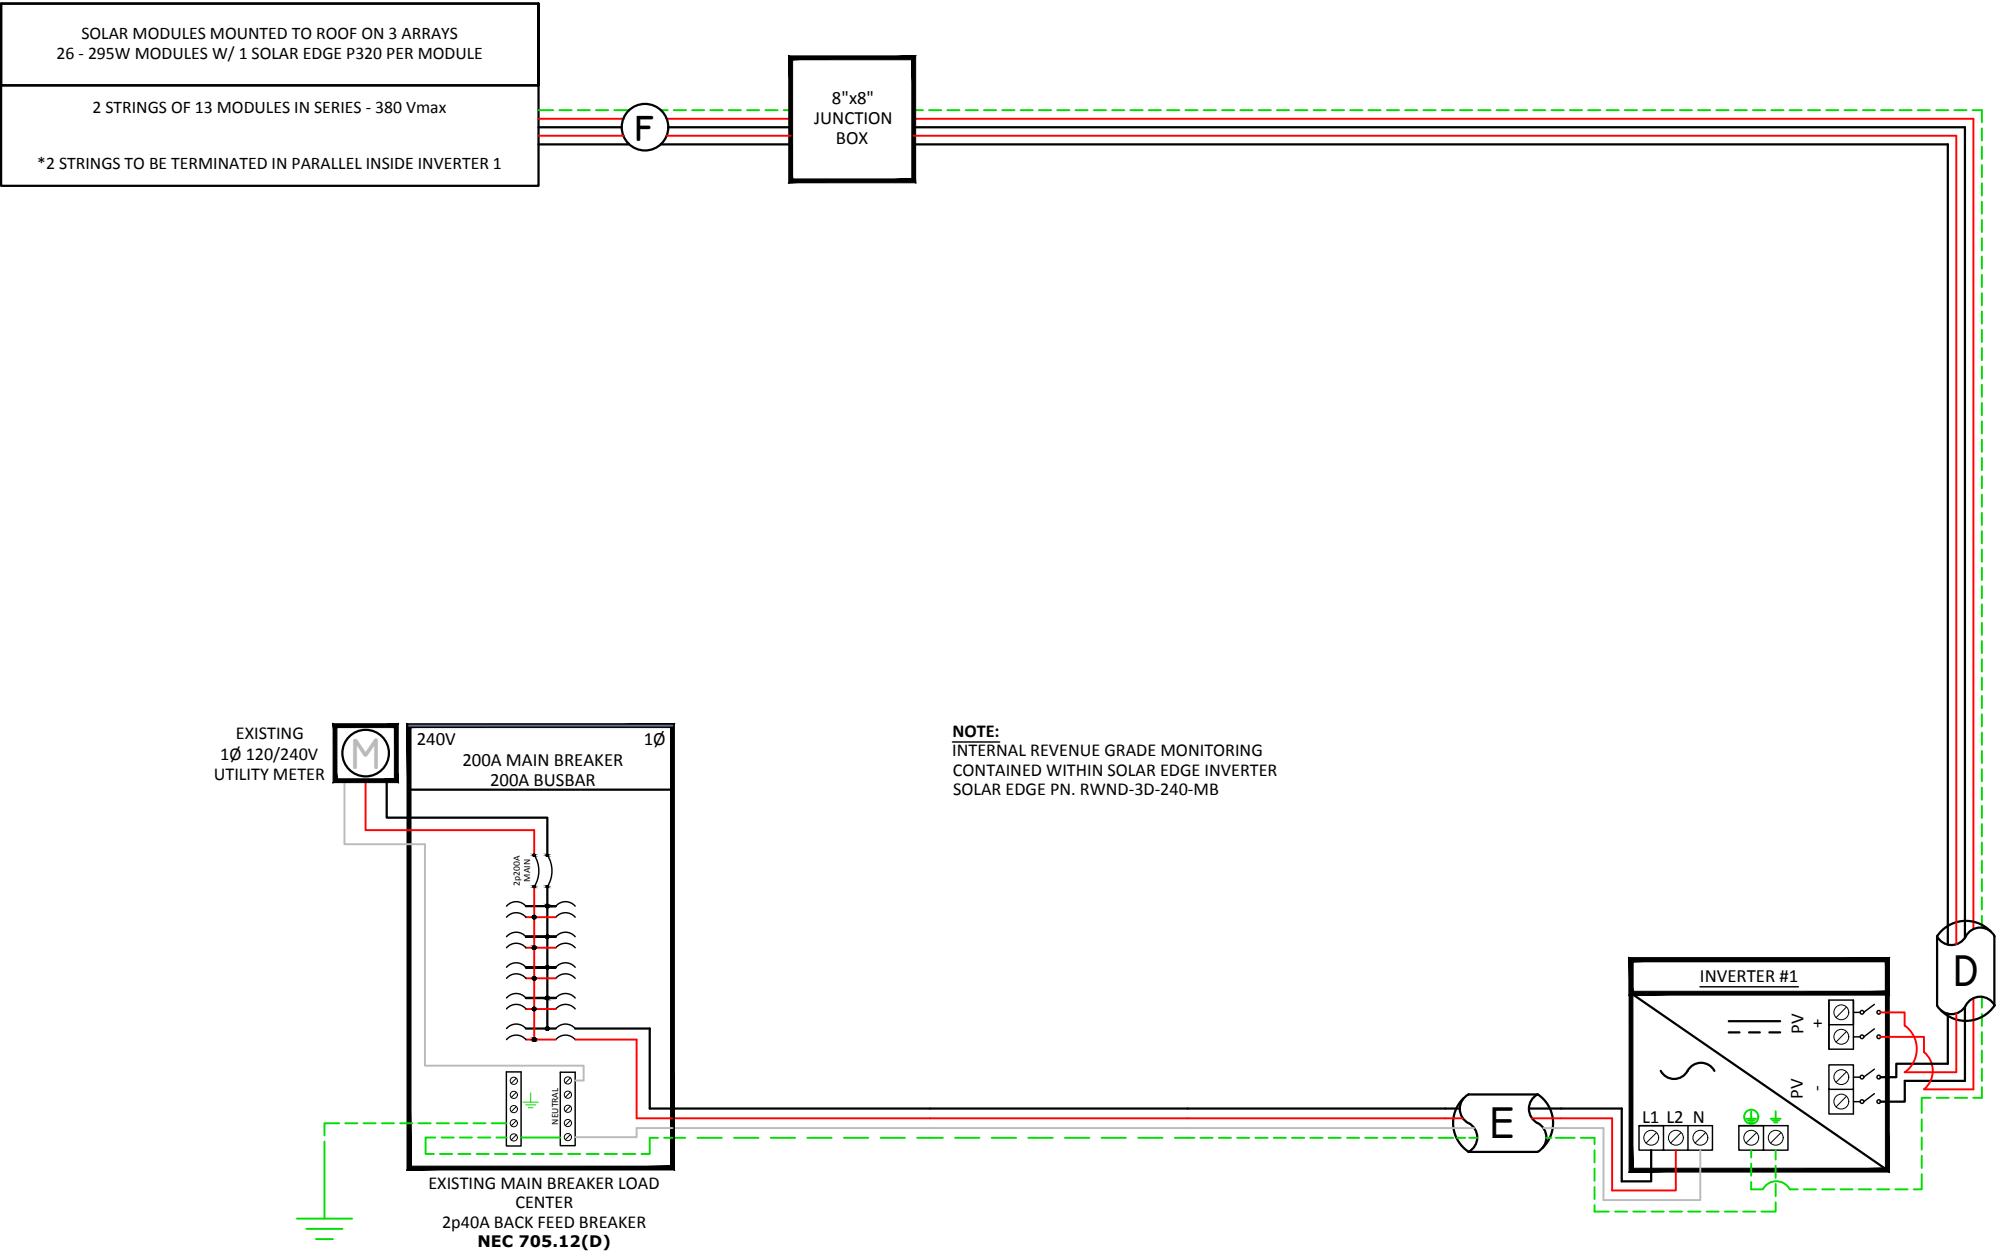 SOLAR MODULES MOUNTED TO ROOF ON 3 ARRAYS
26 - 295W MODULES W/ 1 SOLAR EDGE P320 PER MODULE
2 STRINGS OF 13 MODULES IN SERIES - 380 Vmax
*2 STRINGS TO BE TERMINATED IN PARALLEL INSIDE INVERTER 1
F
8"x8"
JUNCTION
BOX
EXISTING
1Ø 120/240V
UTILITY METER
M
240V
1Ø
200A MAIN BREAKER
200A BUSBAR
2p200A
MAIN
NEUTRAL
EXISTING MAIN BREAKER LOAD
CENTER
2p40A BACK FEED BREAKER
NEC 705.12(D)
NOTE:
INTERNAL REVENUE GRADE MONITORING
CONTAINED WITHIN SOLAR EDGE INVERTER
SOLAR EDGE PN. RWND-3D-240-MB
D
E
INVERTER #1
PV +
PV -
L1 L2 N